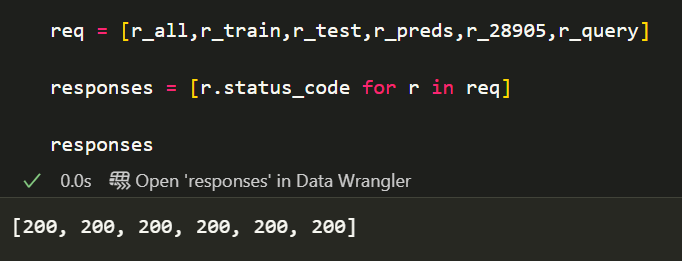 req = [r_all,r_train,r_test,r_preds,r_28905,r_query]
responses = [r.status_code for r in req]
responses
0.0s Open 'responses' in Data Wrangler
[200, 200, 200, 200, 200, 200]